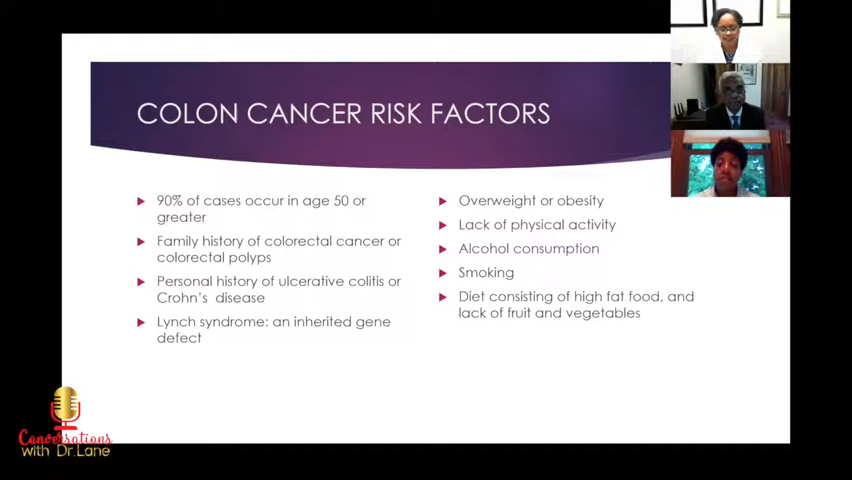 COLON CANCER RISK FACTORS
90% of cases occur in age 50 or
greater
Family history of colorectal cancer or
colorectal polyps
Personal history of ulcerative colitis or
Crohn's disease
Lynch syndrome: an inherited gene
defect
Overweight or obesity
Lack of physical activity
Alcohol consumption
Smoking
Diet consisting of high fat food, and
lack of fruit and vegetables
Conversations
with Dr.Lane